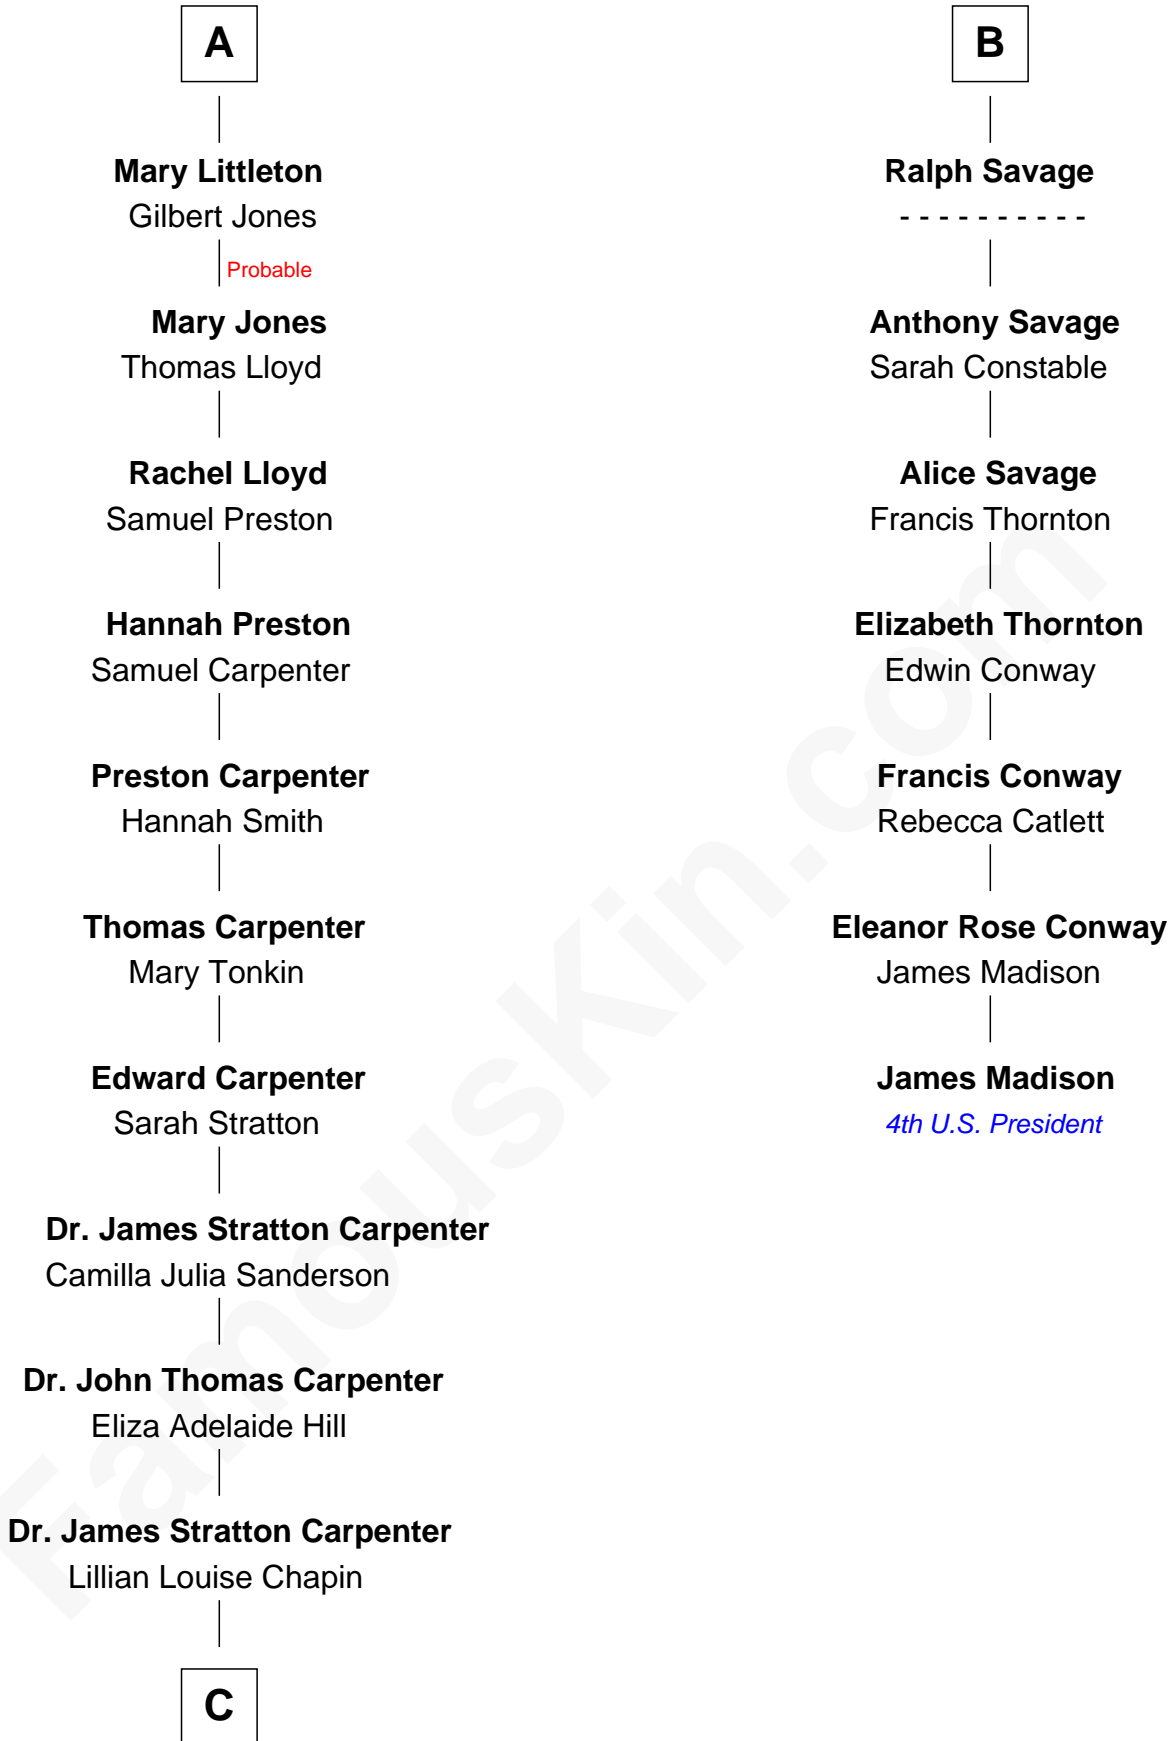 A
Mary Littleton
Gilbert Jones
Probable
Mary Jones
Thomas Lloyd
Rachel Lloyd
Samuel Preston
Hannah Preston
Samuel Carpenter
Preston Carpenter
Hannah Smith
Thomas Carpenter
Mary Tonkin
Edward Carpenter
Sarah Stratton
Dr. James Stratton Carpenter
Camilla Julia Sanderson
Dr. John Thomas Carpenter
Eliza Adelaide Hill
Dr. James Stratton Carpenter
Lillian Louise Chapin
C
B
Ralph Savage
- - - - - - - - - -
Anthony Savage
Sarah Constable
Alice Savage
Francis Thornton
Elizabeth Thornton
Edwin Conway
Francis Conway
Rebecca Catlett
Eleanor Rose Conway
James Madison
James Madison
4th U.S. President
FamousKin.com